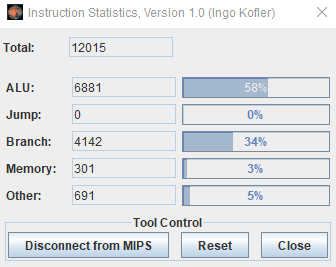 Instruction Statistics, Version 1.0 (Ingo Kofler)
Total: 12015
ALU: 6881 58%
Jump: 0 0%
Branch: 4142 34%
Memory: 301 3%
Other: 691 5%
Tool Control
Disconnect from MIPS Reset Close